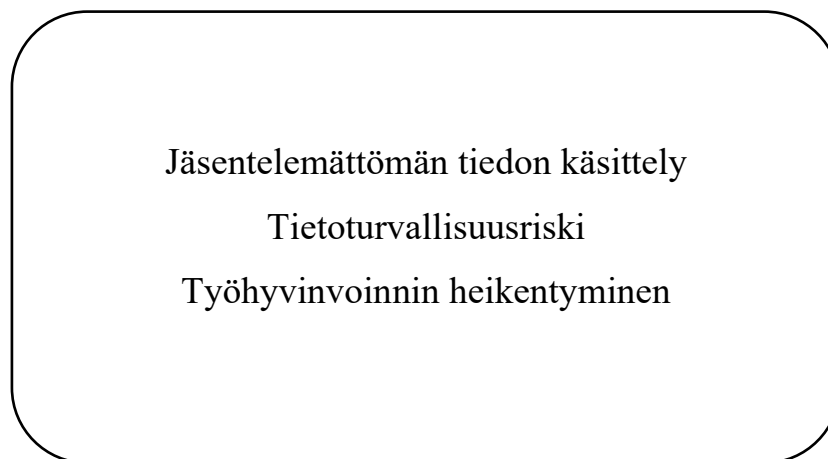 Jäsentelemättömän tiedon käsittely
Tietoturvallisuusriski
Työhyvinvoinnin heikentyminen